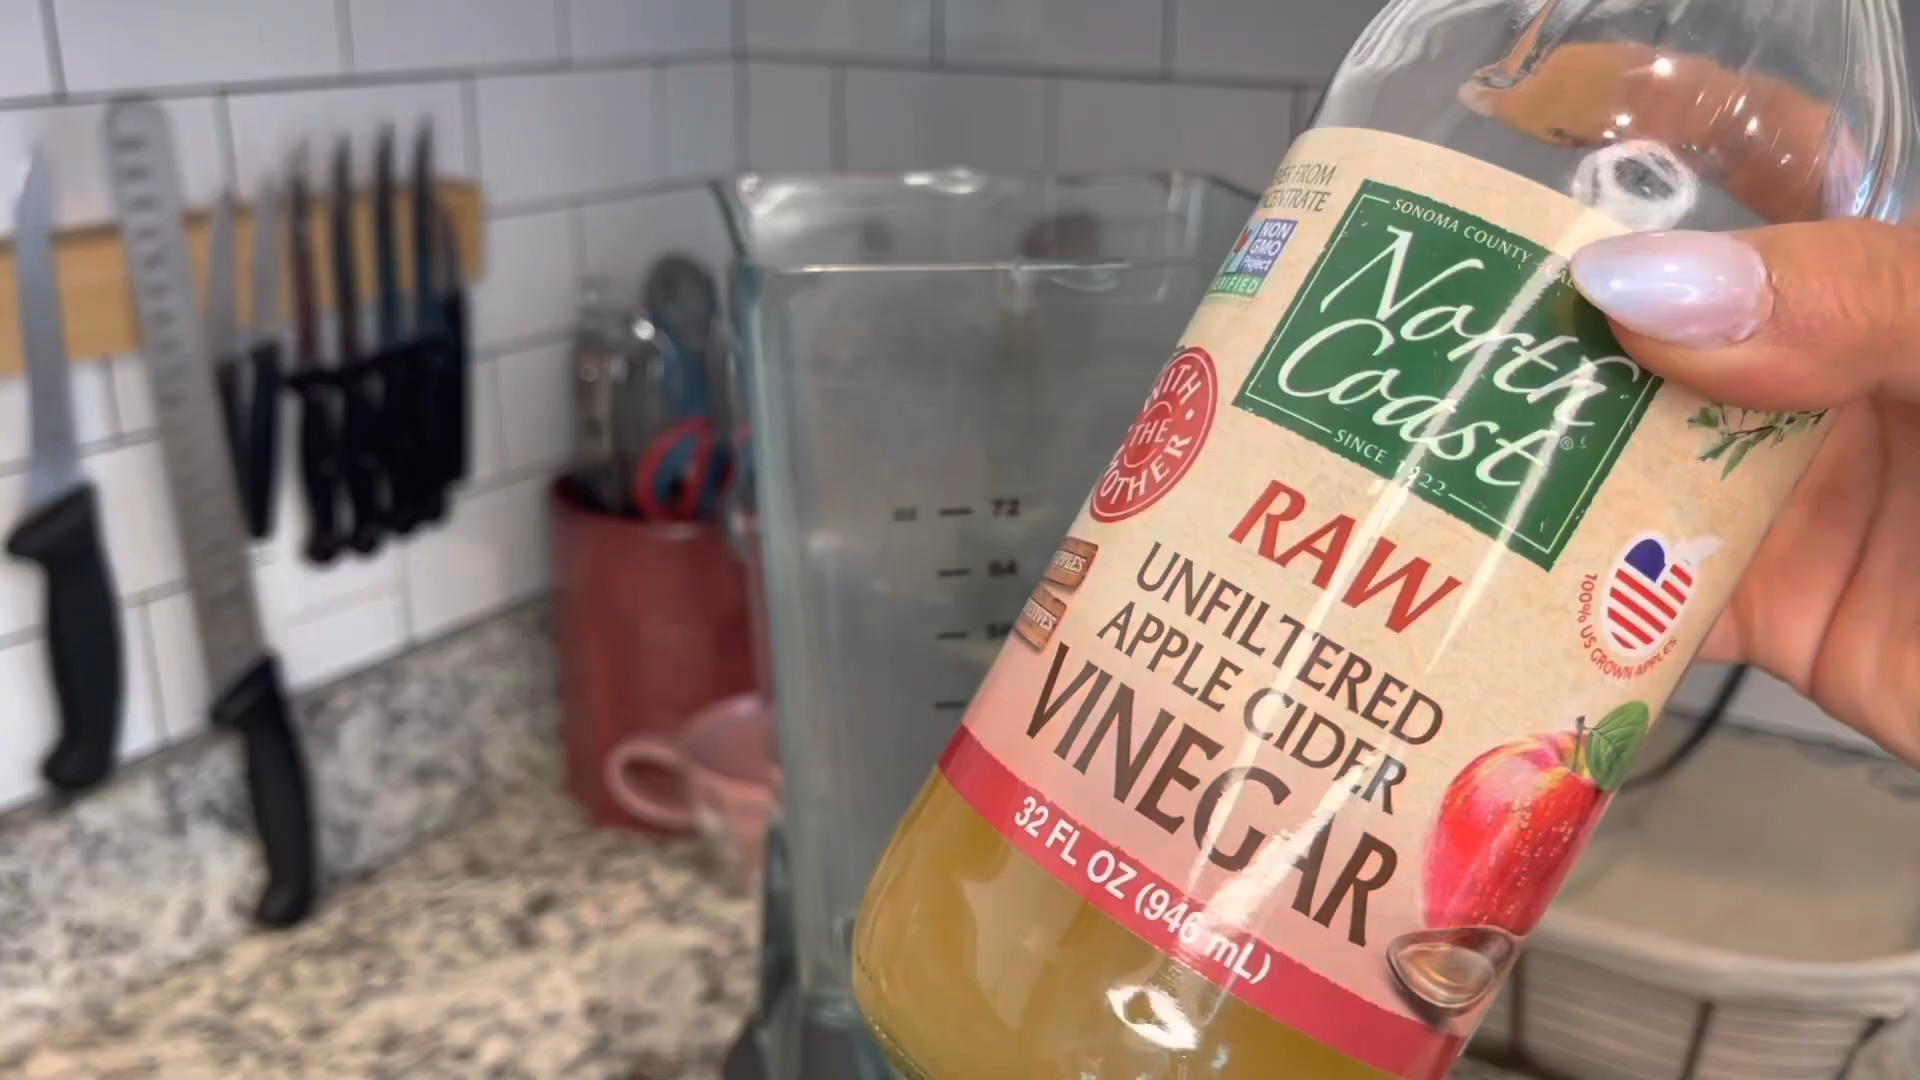 NON
GMO
Project
VERIFIED
SONOMA COUNTY
North
Coast®
SINCE 1922
WITH
THE
MOTHER
RAW
UNFILTERED
APPLE CIDER
VINEGAR
100% US GROWN APPLES
32 FL OZ (946 mL)
72
64